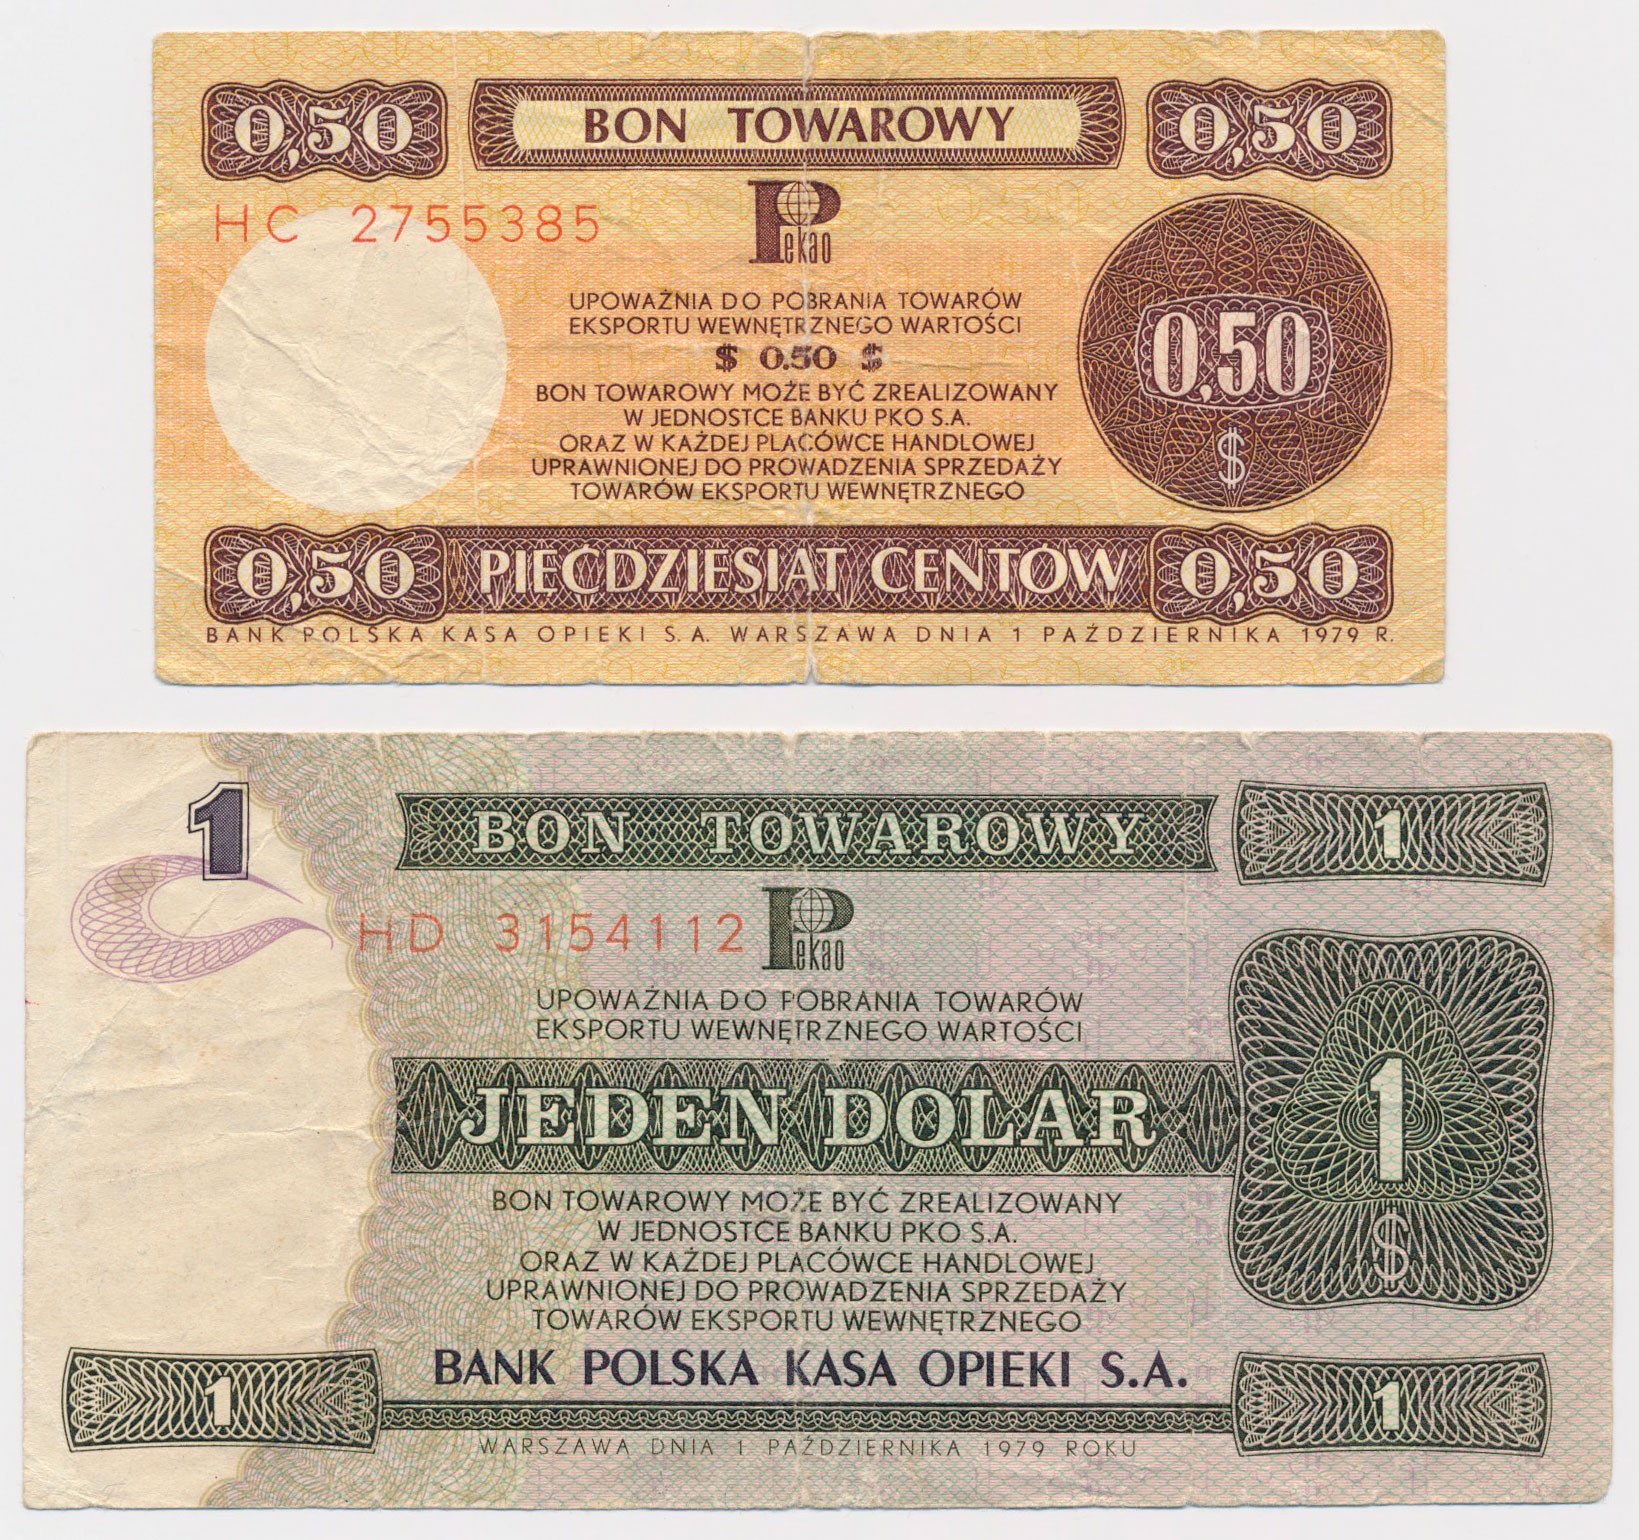 0,50 BON TOWAROWY 0,50
HC 2755385
Pekao
UPOWAŻNIA DO POBRANIA TOWARÓW
EKSPORTU WEWNĘTRZNEGO WARTOŚCI
$ 0.50 $
0,50
$
BON TOWAROWY MOŻE BYĆ ZREALIZOWANY
W JEDNOSTCE BANKU PKO S.A.
ORAZ W KAŻDEJ PLACÓWCE HANDLOWEJ
UPRAWNIONEJ DO PROWADZENIA SPRZEDAŻY
TOWARÓW EKSPORTU WEWNĘTRZNEGO
0,50 PIĘĆDZIESIĄT CENTÓW 0,50
BANK POLSKA KASA OPIEKI S.A. WARSZAWA DNIA 1 PAŹDZIERNIKA 1979 R.
1 BON TOWAROWY 1
HD 3154112
Pekao
UPOWAŻNIA DO POBRANIA TOWARÓW
EKSPORTU WEWNĘTRZNEGO WARTOŚCI
JEDEN DOLAR
1
$
BON TOWAROWY MOŻE BYĆ ZREALIZOWANY
W JEDNOSTCE BANKU PKO S.A.
ORAZ W KAŻDEJ PLACÓWCE HANDLOWEJ
UPRAWNIONEJ DO PROWADZENIA SPRZEDAŻY
TOWARÓW EKSPORTU WEWNĘTRZNEGO
BANK POLSKA KASA OPIEKI S.A.
1 1
WARSZAWA DNIA 1 PAŹDZIERNIKA 1979 ROKU